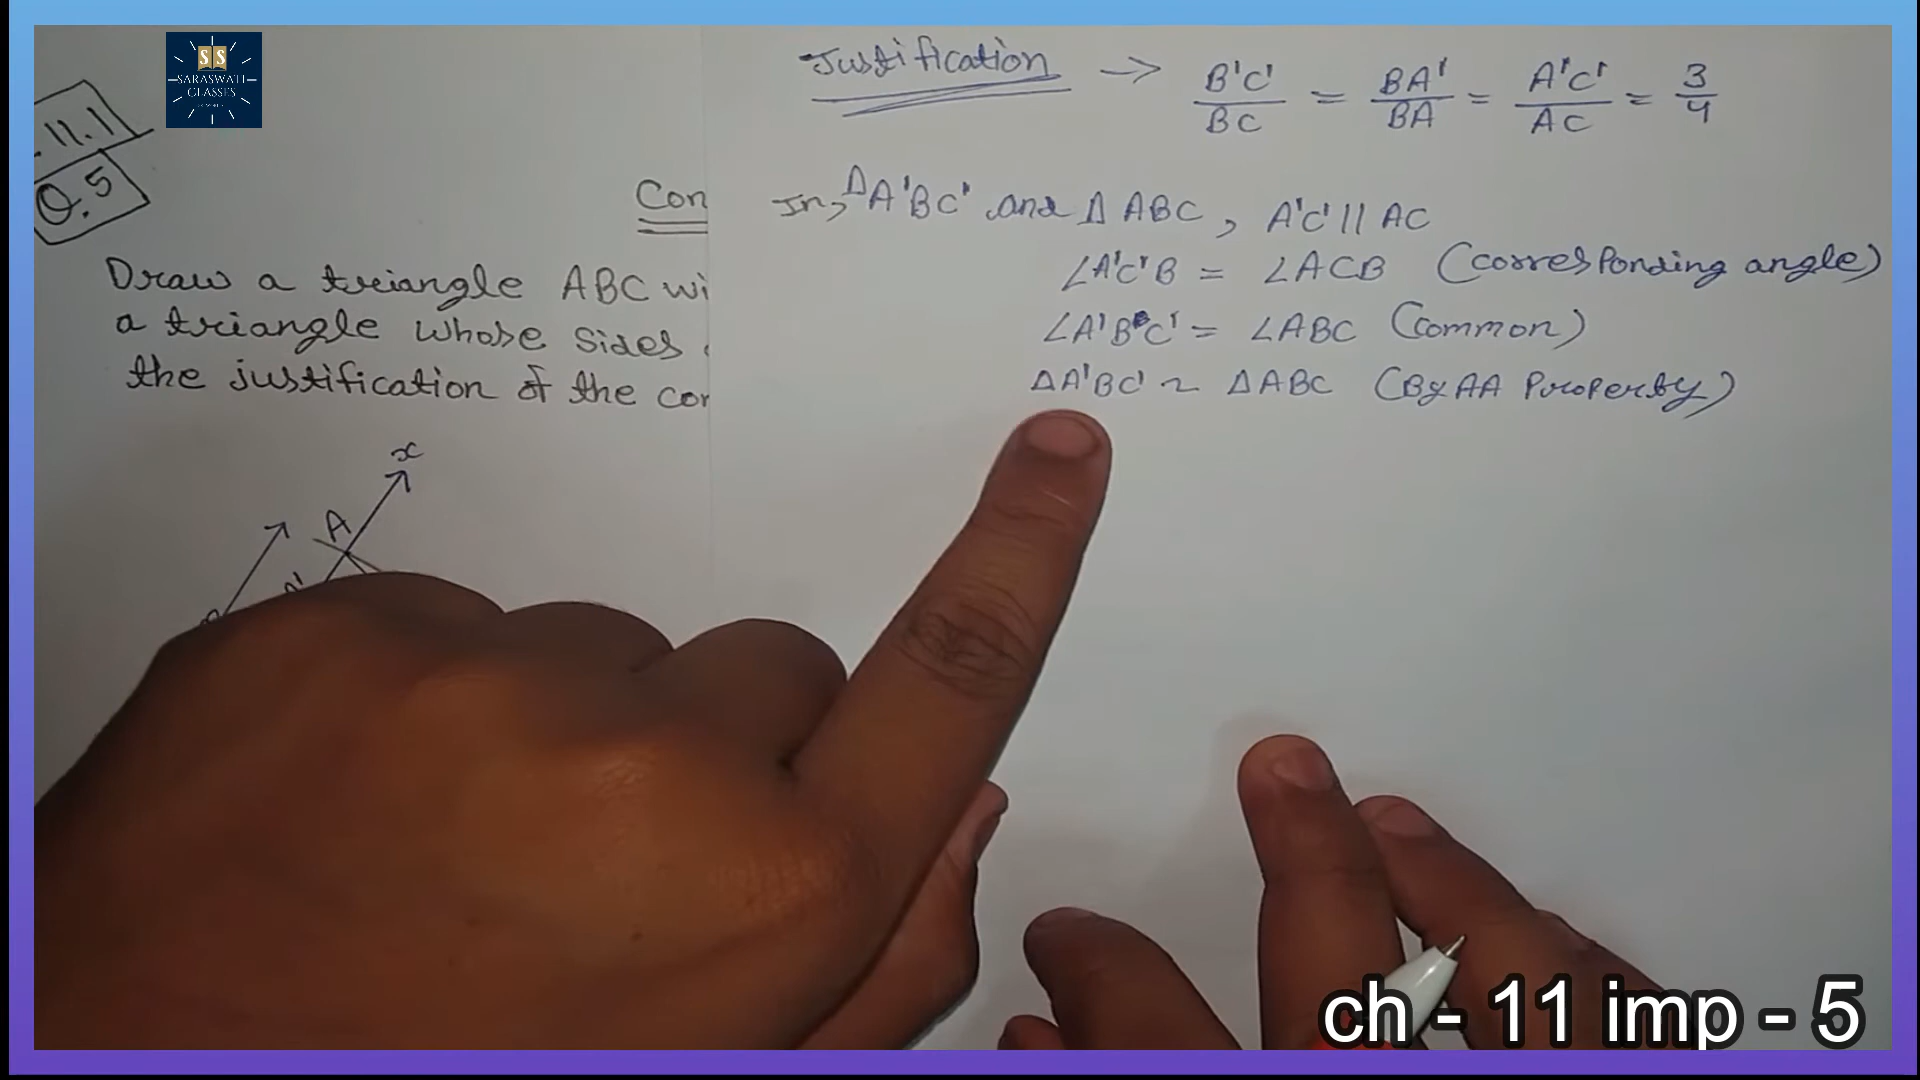 SS
SARASWATI
CLASSES
. 11.1
Q.5
Con
Draw a triangle ABC wi
a triangle whose sides
the justification of the cor
x
A
Justification → B'C'/BC = BA'/BA = A'C'/AC = 3/4
In, ΔA'BC' and Δ ABC, A'C' // AC
∠A'C'B = ∠ACB (corresponding angle)
∠A'BC' = ∠ABC (common)
ΔA'BC' ~ ΔABC (By AA Property)
ch - 11 imp - 5